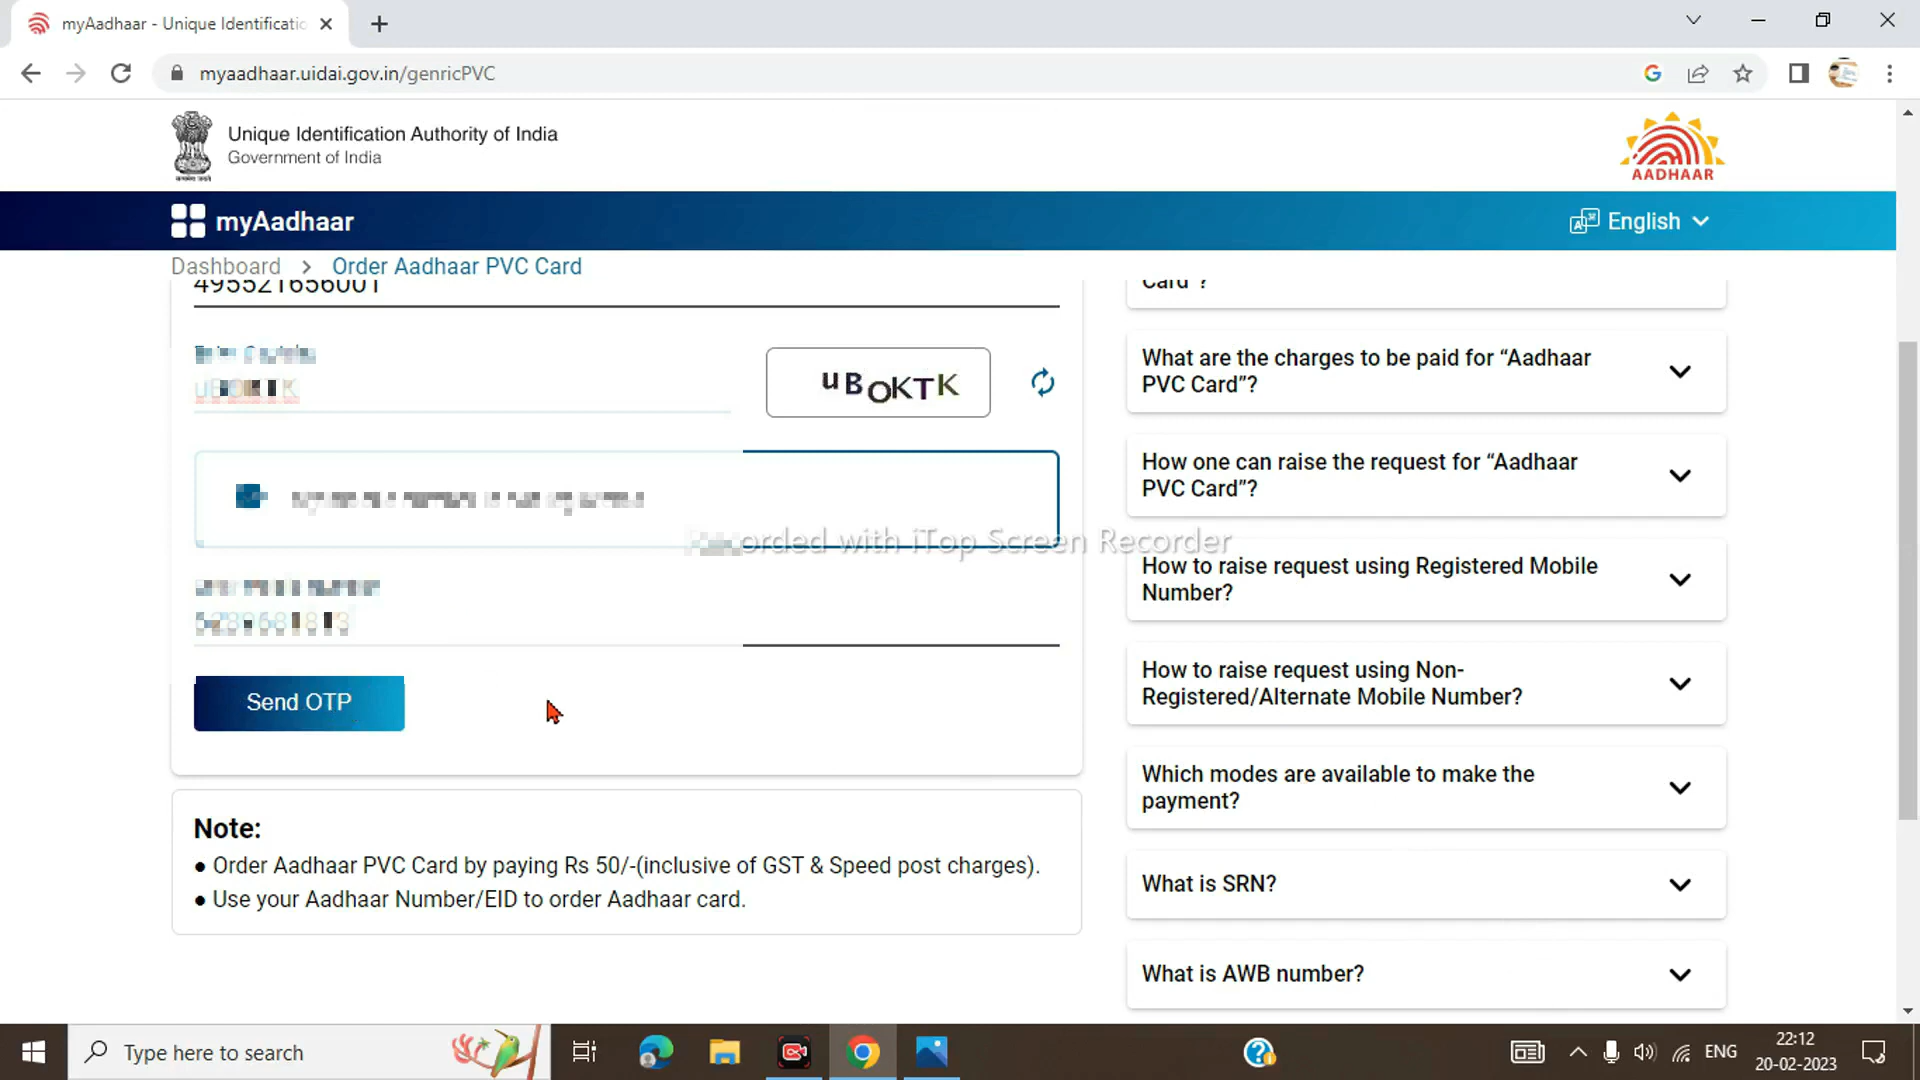 myAadhaar - Unique Identificatio
myaadhaar.uidai.gov.in/genricPVC
Unique Identification Authority of India
Government of India
AADHAAR
myAadhaar
English
Dashboard > Order Aadhaar PVC Card
Card"?
uBOKTK
What are the charges to be paid for “Aadhaar
PVC Card”?
How one can raise the request for “Aadhaar
PVC Card”?
orded with iTop Screen Recorder
How to raise request using Registered Mobile
Number?
Send OTP
How to raise request using Non-
Registered/Alternate Mobile Number?
Which modes are available to make the
payment?
Note:
● Order Aadhaar PVC Card by paying Rs 50/-(inclusive of GST & Speed post charges).
● Use your Aadhaar Number/EID to order Aadhaar card.
What is SRN?
What is AWB number?
Type here to search
ENG
22:12
20-02-2023